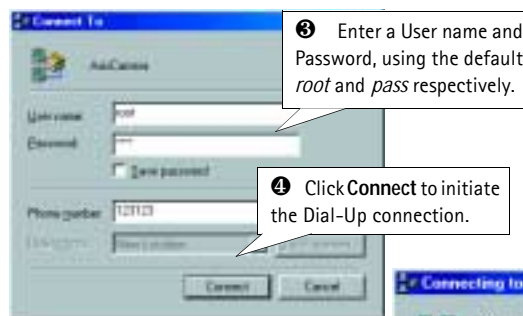 Connect To
❸ Enter a User name and
Password, using the default
root and pass respectively.
AxisCamera
User name: root
Password: ****
Save password
❹ Click Connect to initiate
the Dial-Up connection.
Phone number: 123123
New Location
Connect Cancel
Connecting to